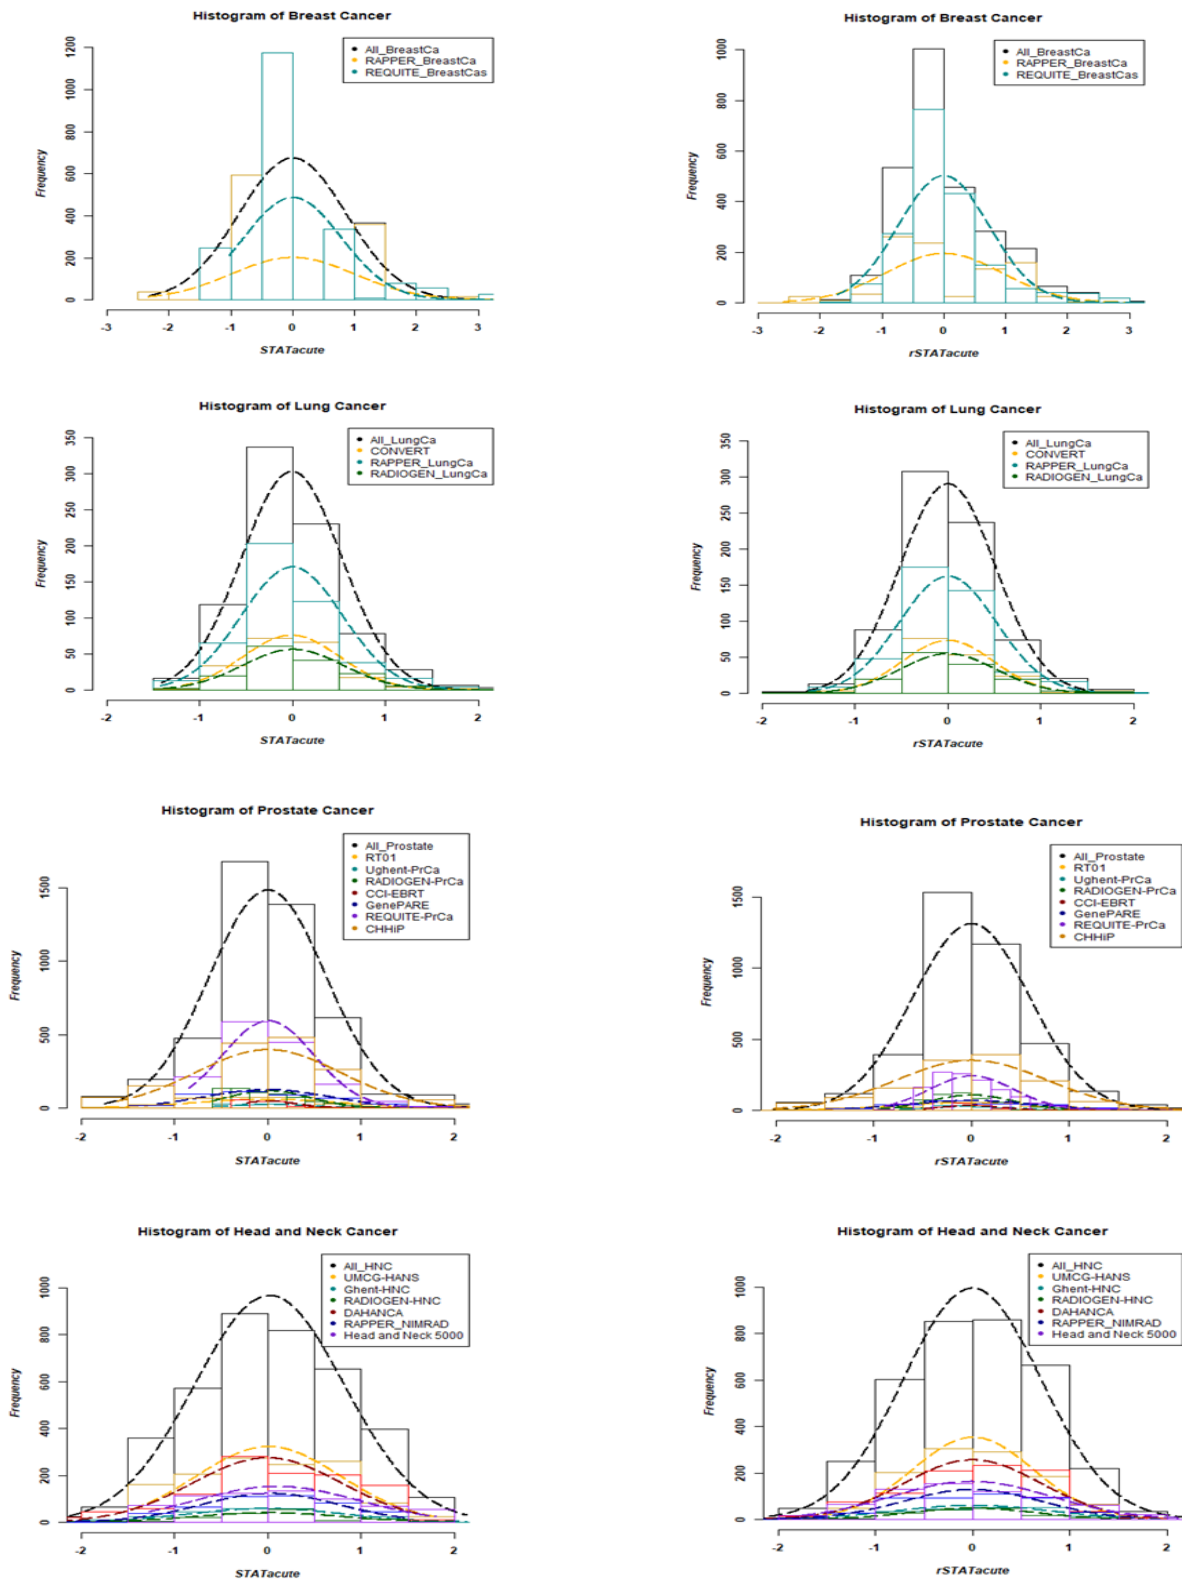 Histogram of Breast Cancer
All_BreastCa
RAPPER_BreastCa
REQUITE_BreastCas
Frequency
1200
1000
800
600
400
200
0
-3 -2 -1 0 1 2 3
STATacute
Histogram of Breast Cancer
All_BreastCa
RAPPER_BreastCa
REQUITE_BreastCas
Frequency
1000
800
600
400
200
0
-3 -2 -1 0 1 2 3
rSTATacute
Histogram of Lung Cancer
All_LungCa
CONVERT
RAPPER_LungCa
RADIOGEN_LungCa
Frequency
350
300
250
200
150
100
50
0
-2 -1 0 1 2
STATacute
Histogram of Lung Cancer
All_LungCa
CONVERT
RAPPER_LungCa
RADIOGEN_LungCa
Frequency
350
300
250
200
150
100
50
0
-2 -1 0 1 2
rSTATacute
Histogram of Prostate Cancer
All_Prostate
RT01
Ughent-PrCa
RADIOGEN-PrCa
CCI-EBRT
GenePARE
REQUITE-PrCa
CHHiP
Frequency
1500
1000
500
0
-2 -1 0 1 2
STATacute
Histogram of Prostate Cancer
All_Prostate
RT01
Ughent-PrCa
RADIOGEN-PrCa
CCI-EBRT
GenePARE
REQUITE-PrCa
CHHiP
Frequency
1500
1000
500
0
-2 -1 0 1 2
rSTATacute
Histogram of Head and Neck Cancer
All_HNC
UMCG-HANS
Ghent-HNC
RADIOGEN-HNC
DAHANCA
RAPPER_NIMRAD
Head and Neck 5000
Frequency
1000
800
600
400
200
0
-2 -1 0 1 2
STATacute
Histogram of Head and Neck Cancer
All_HNC
UMCG-HANS
Ghent-HNC
RADIOGEN-HNC
DAHANCA
RAPPER_NIMRAD
Head and Neck 5000
Frequency
1000
800
600
400
200
0
-2 -1 0 1 2
rSTATacute